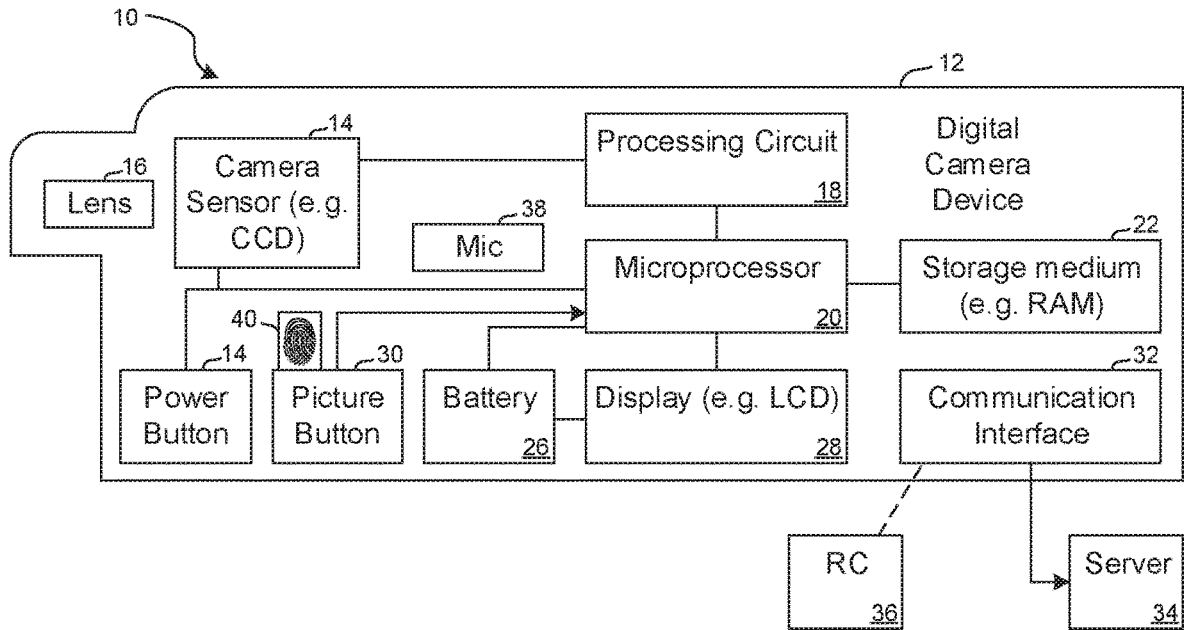 10
12
14
Camera
Sensor (e.g.
CCD)
16
Lens
38
Mic
Processing Circuit
18
Digital
Camera
Device
Microprocessor
20
22
Storage medium
(e.g. RAM)
40
14
Power
Button
30
Picture
Button
Battery
26
Display (e.g. LCD)
28
32
Communication
Interface
RC
36
Server
34